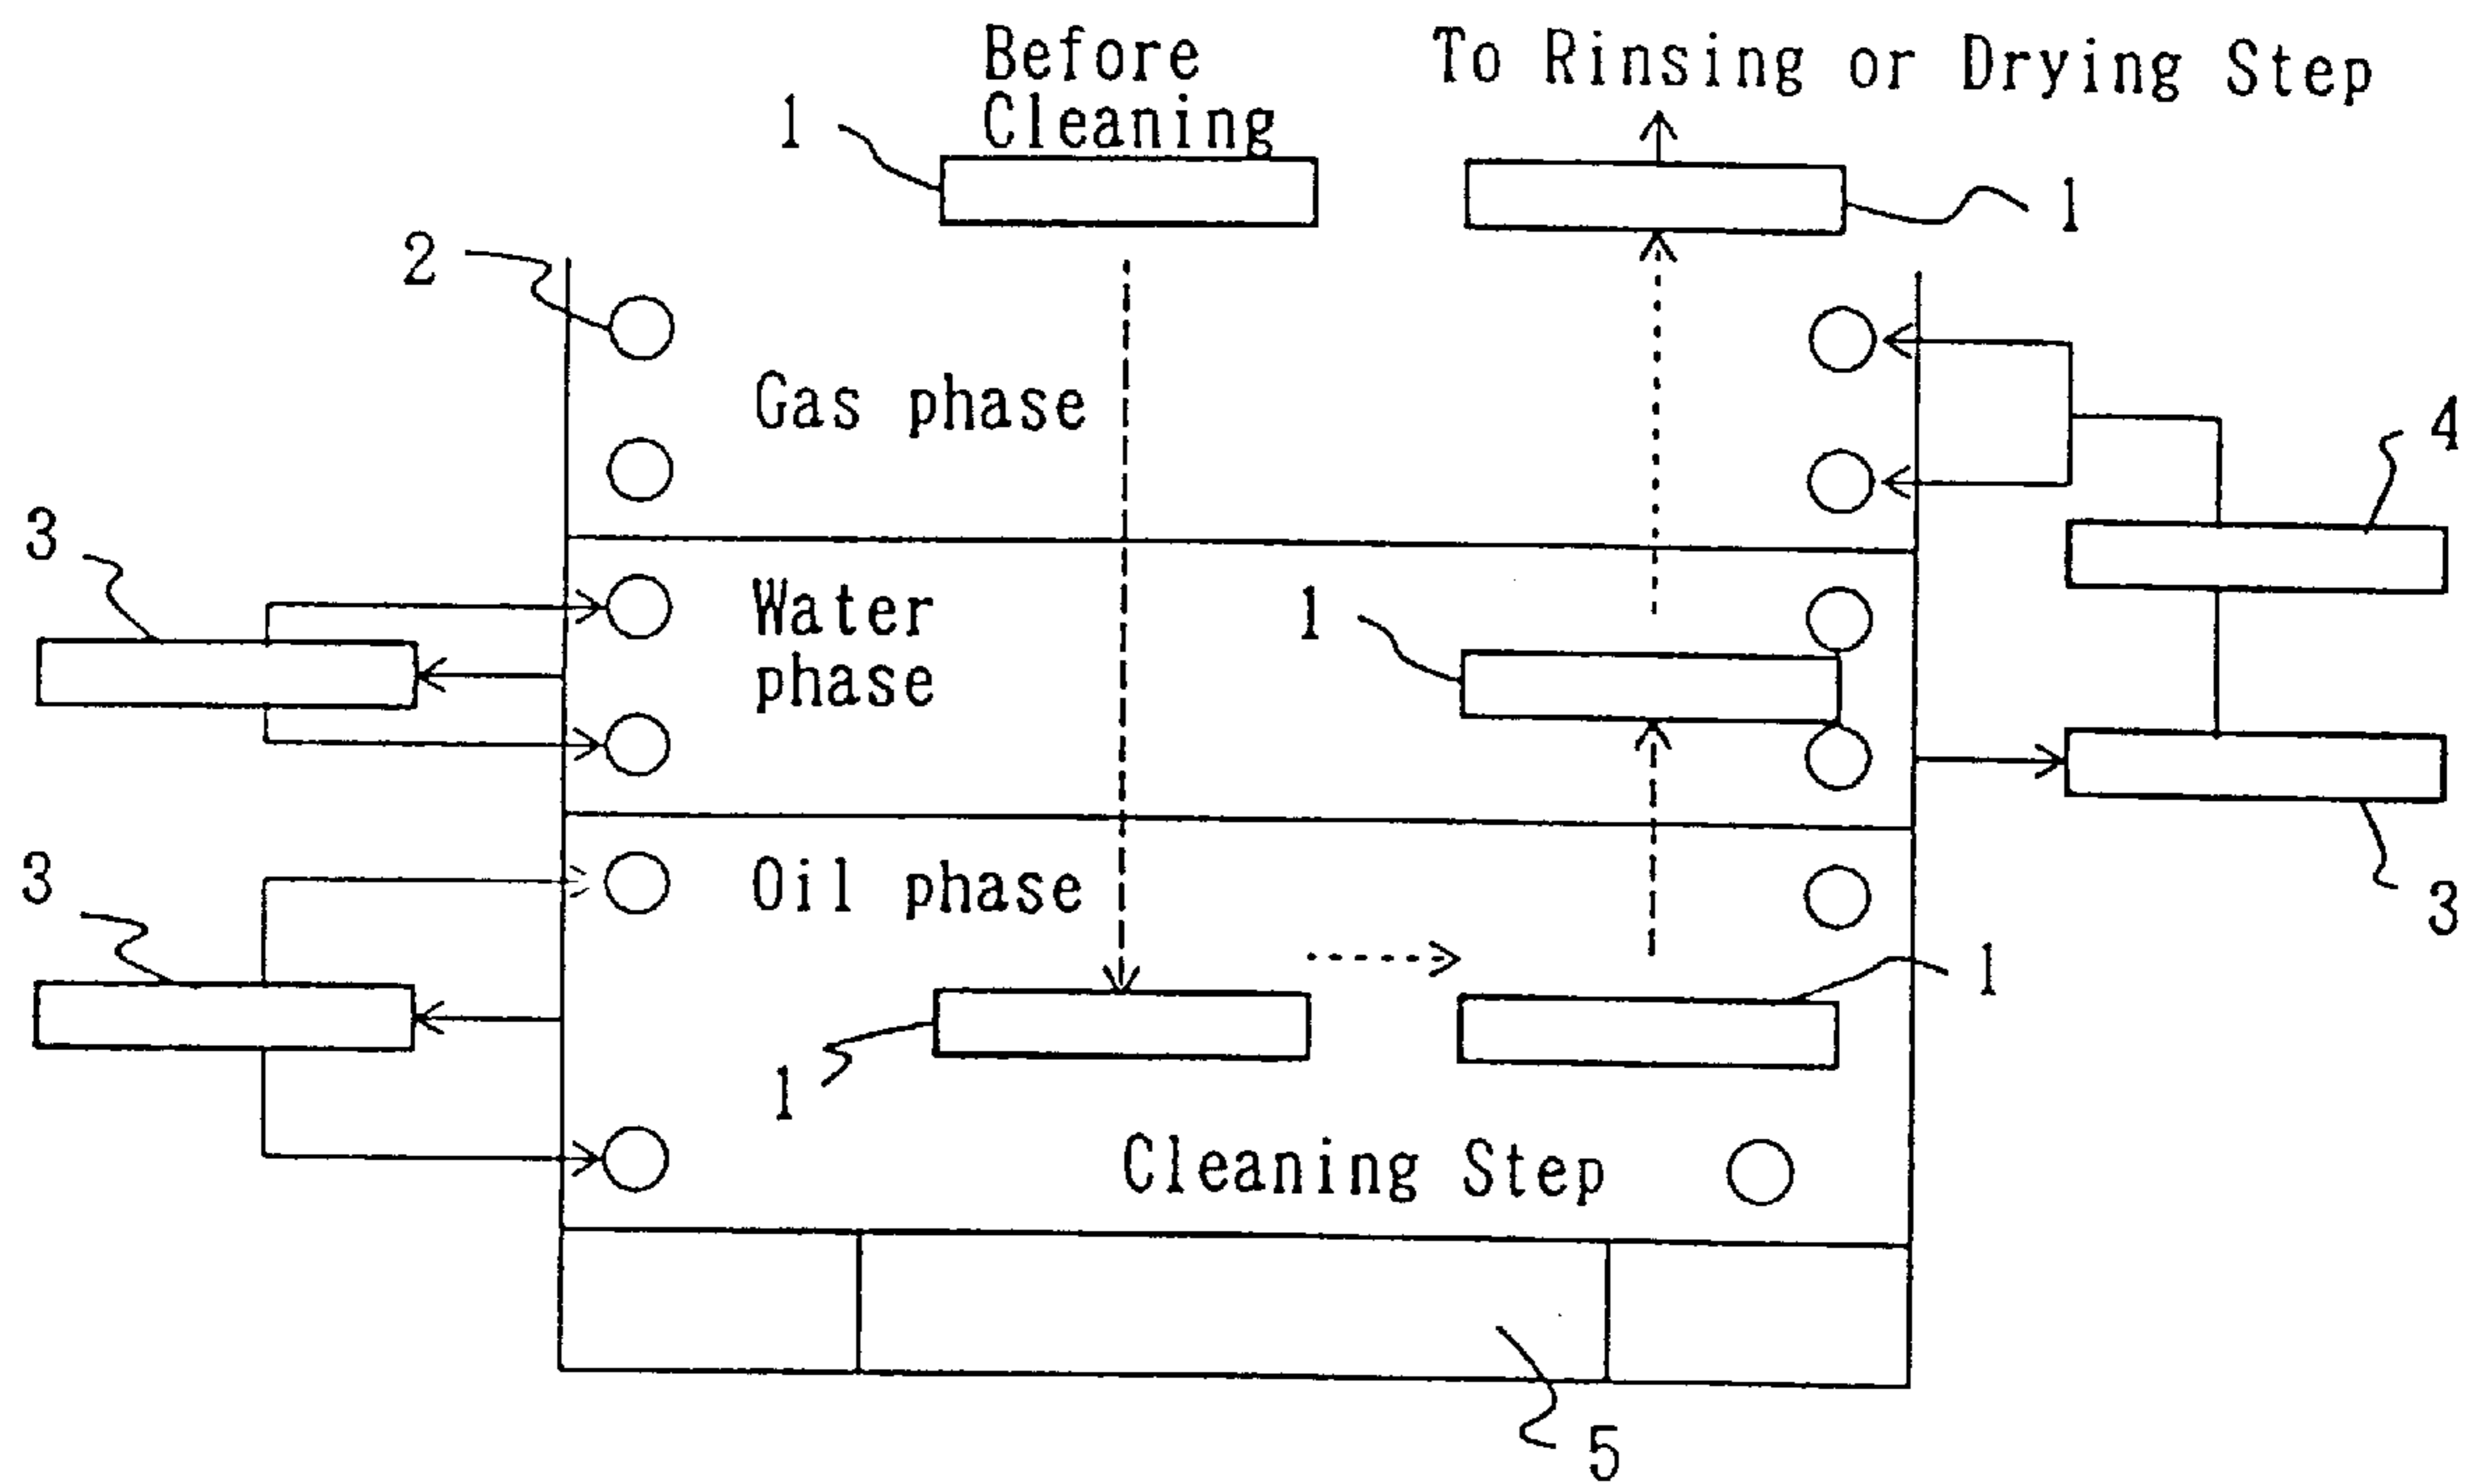 Before
Cleaning
To Rinsing or Drying Step
1
1
2
Gas phase
4
3
Water
phase
1
3
Oil phase
3
1
1
Cleaning Step
5